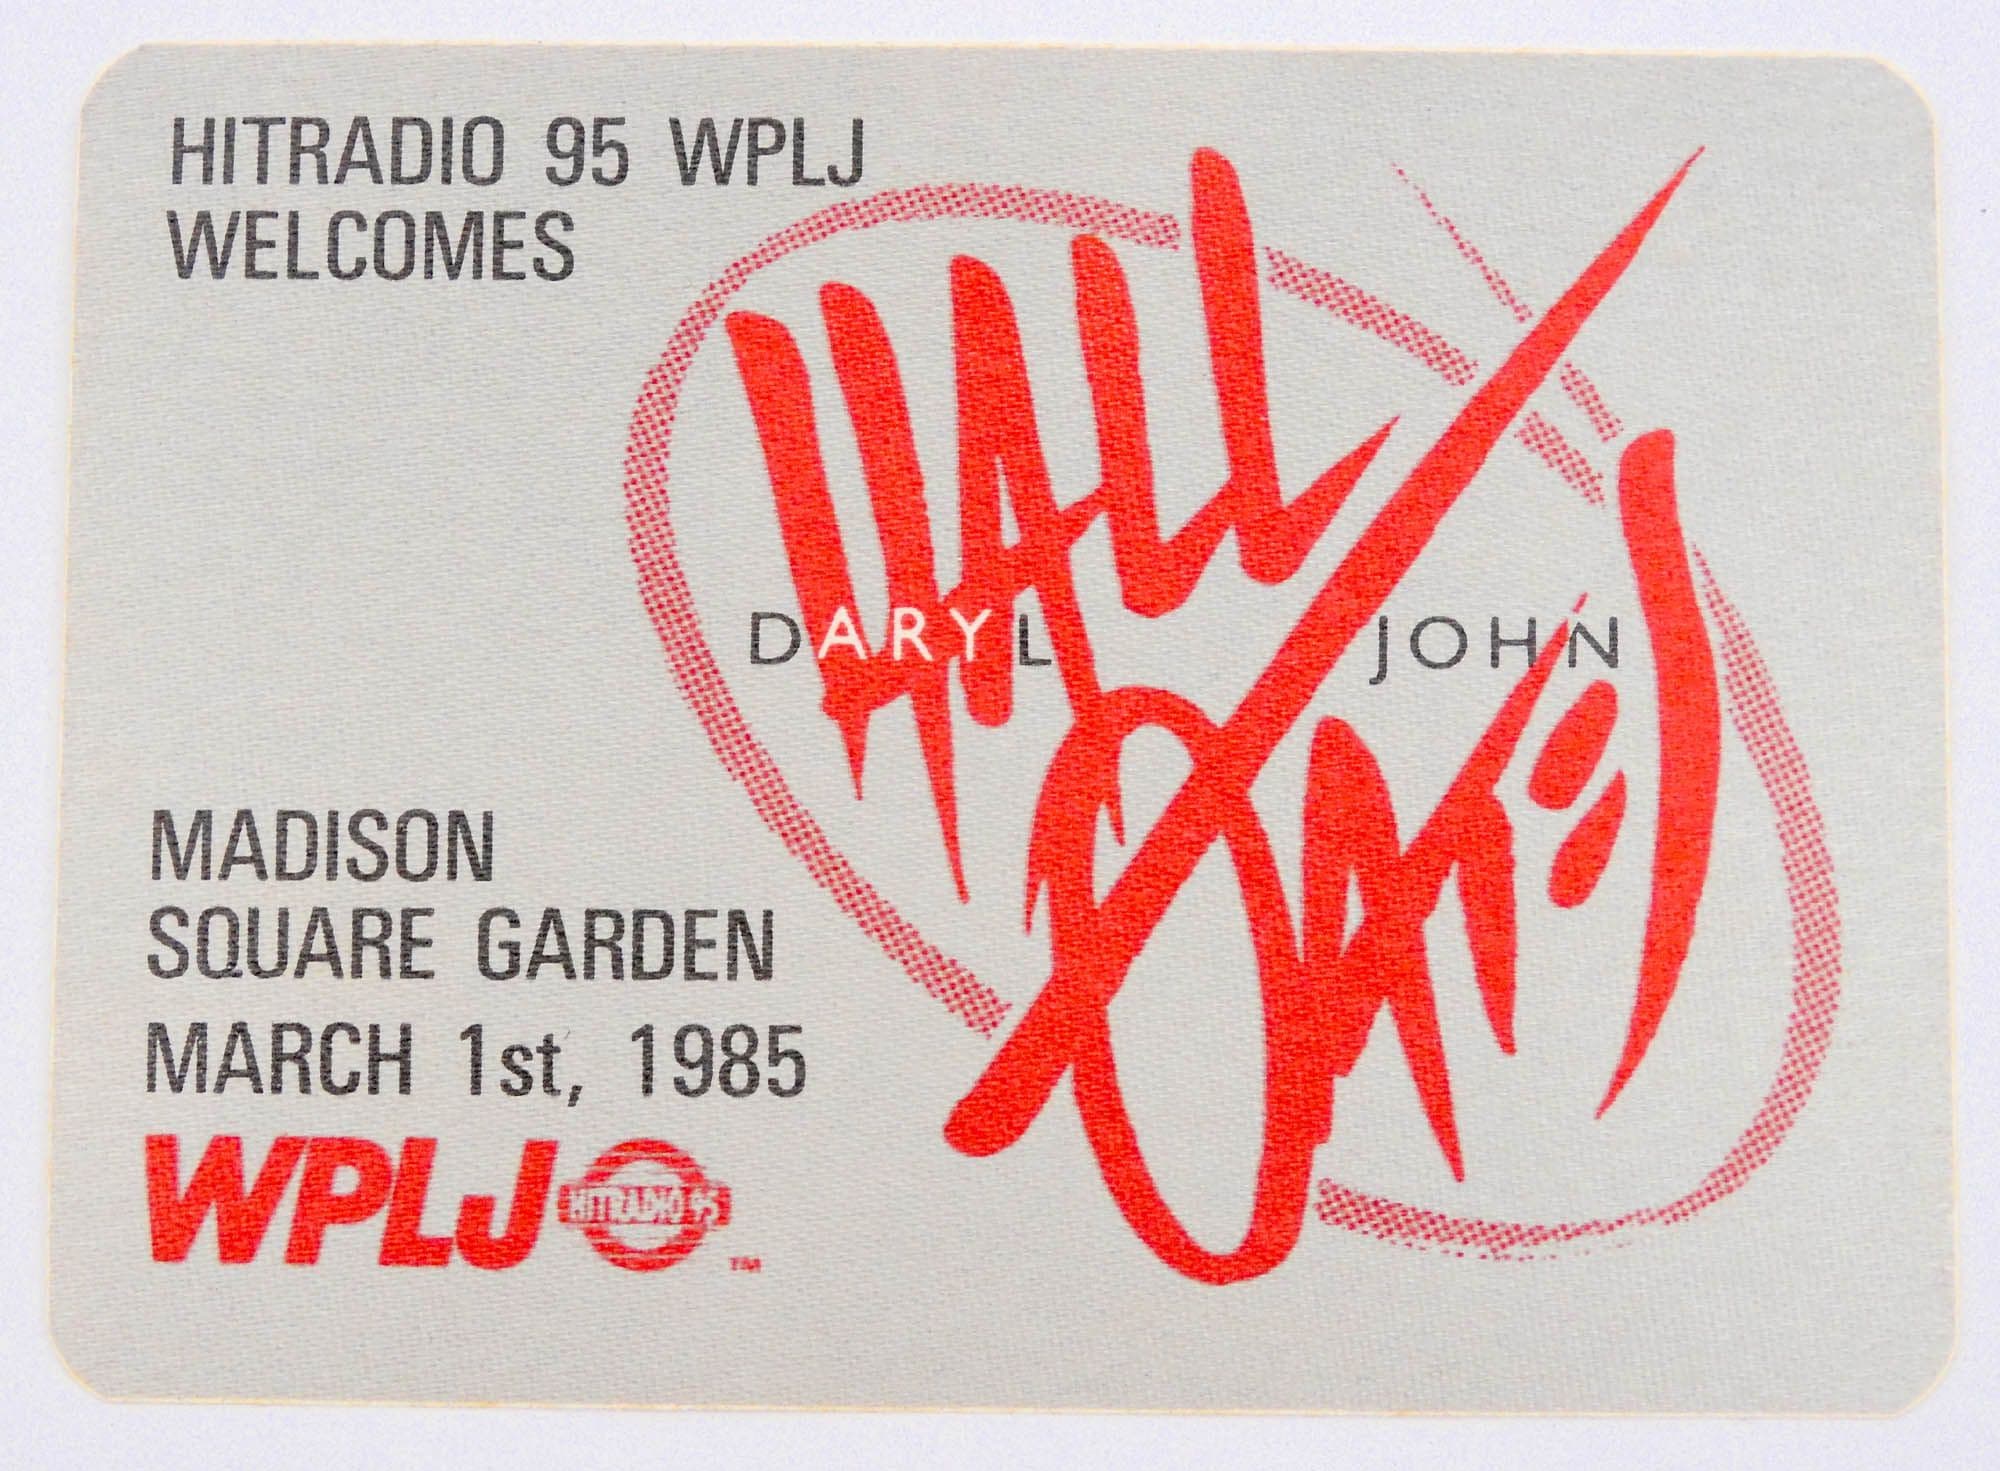 HITRADIO 95 WPLJ
WELCOMES
HALL
DARYL JOHN
OATES
MADISON
SQUARE GARDEN
MARCH 1st, 1985
WPLJ HITRADIO 95 ™